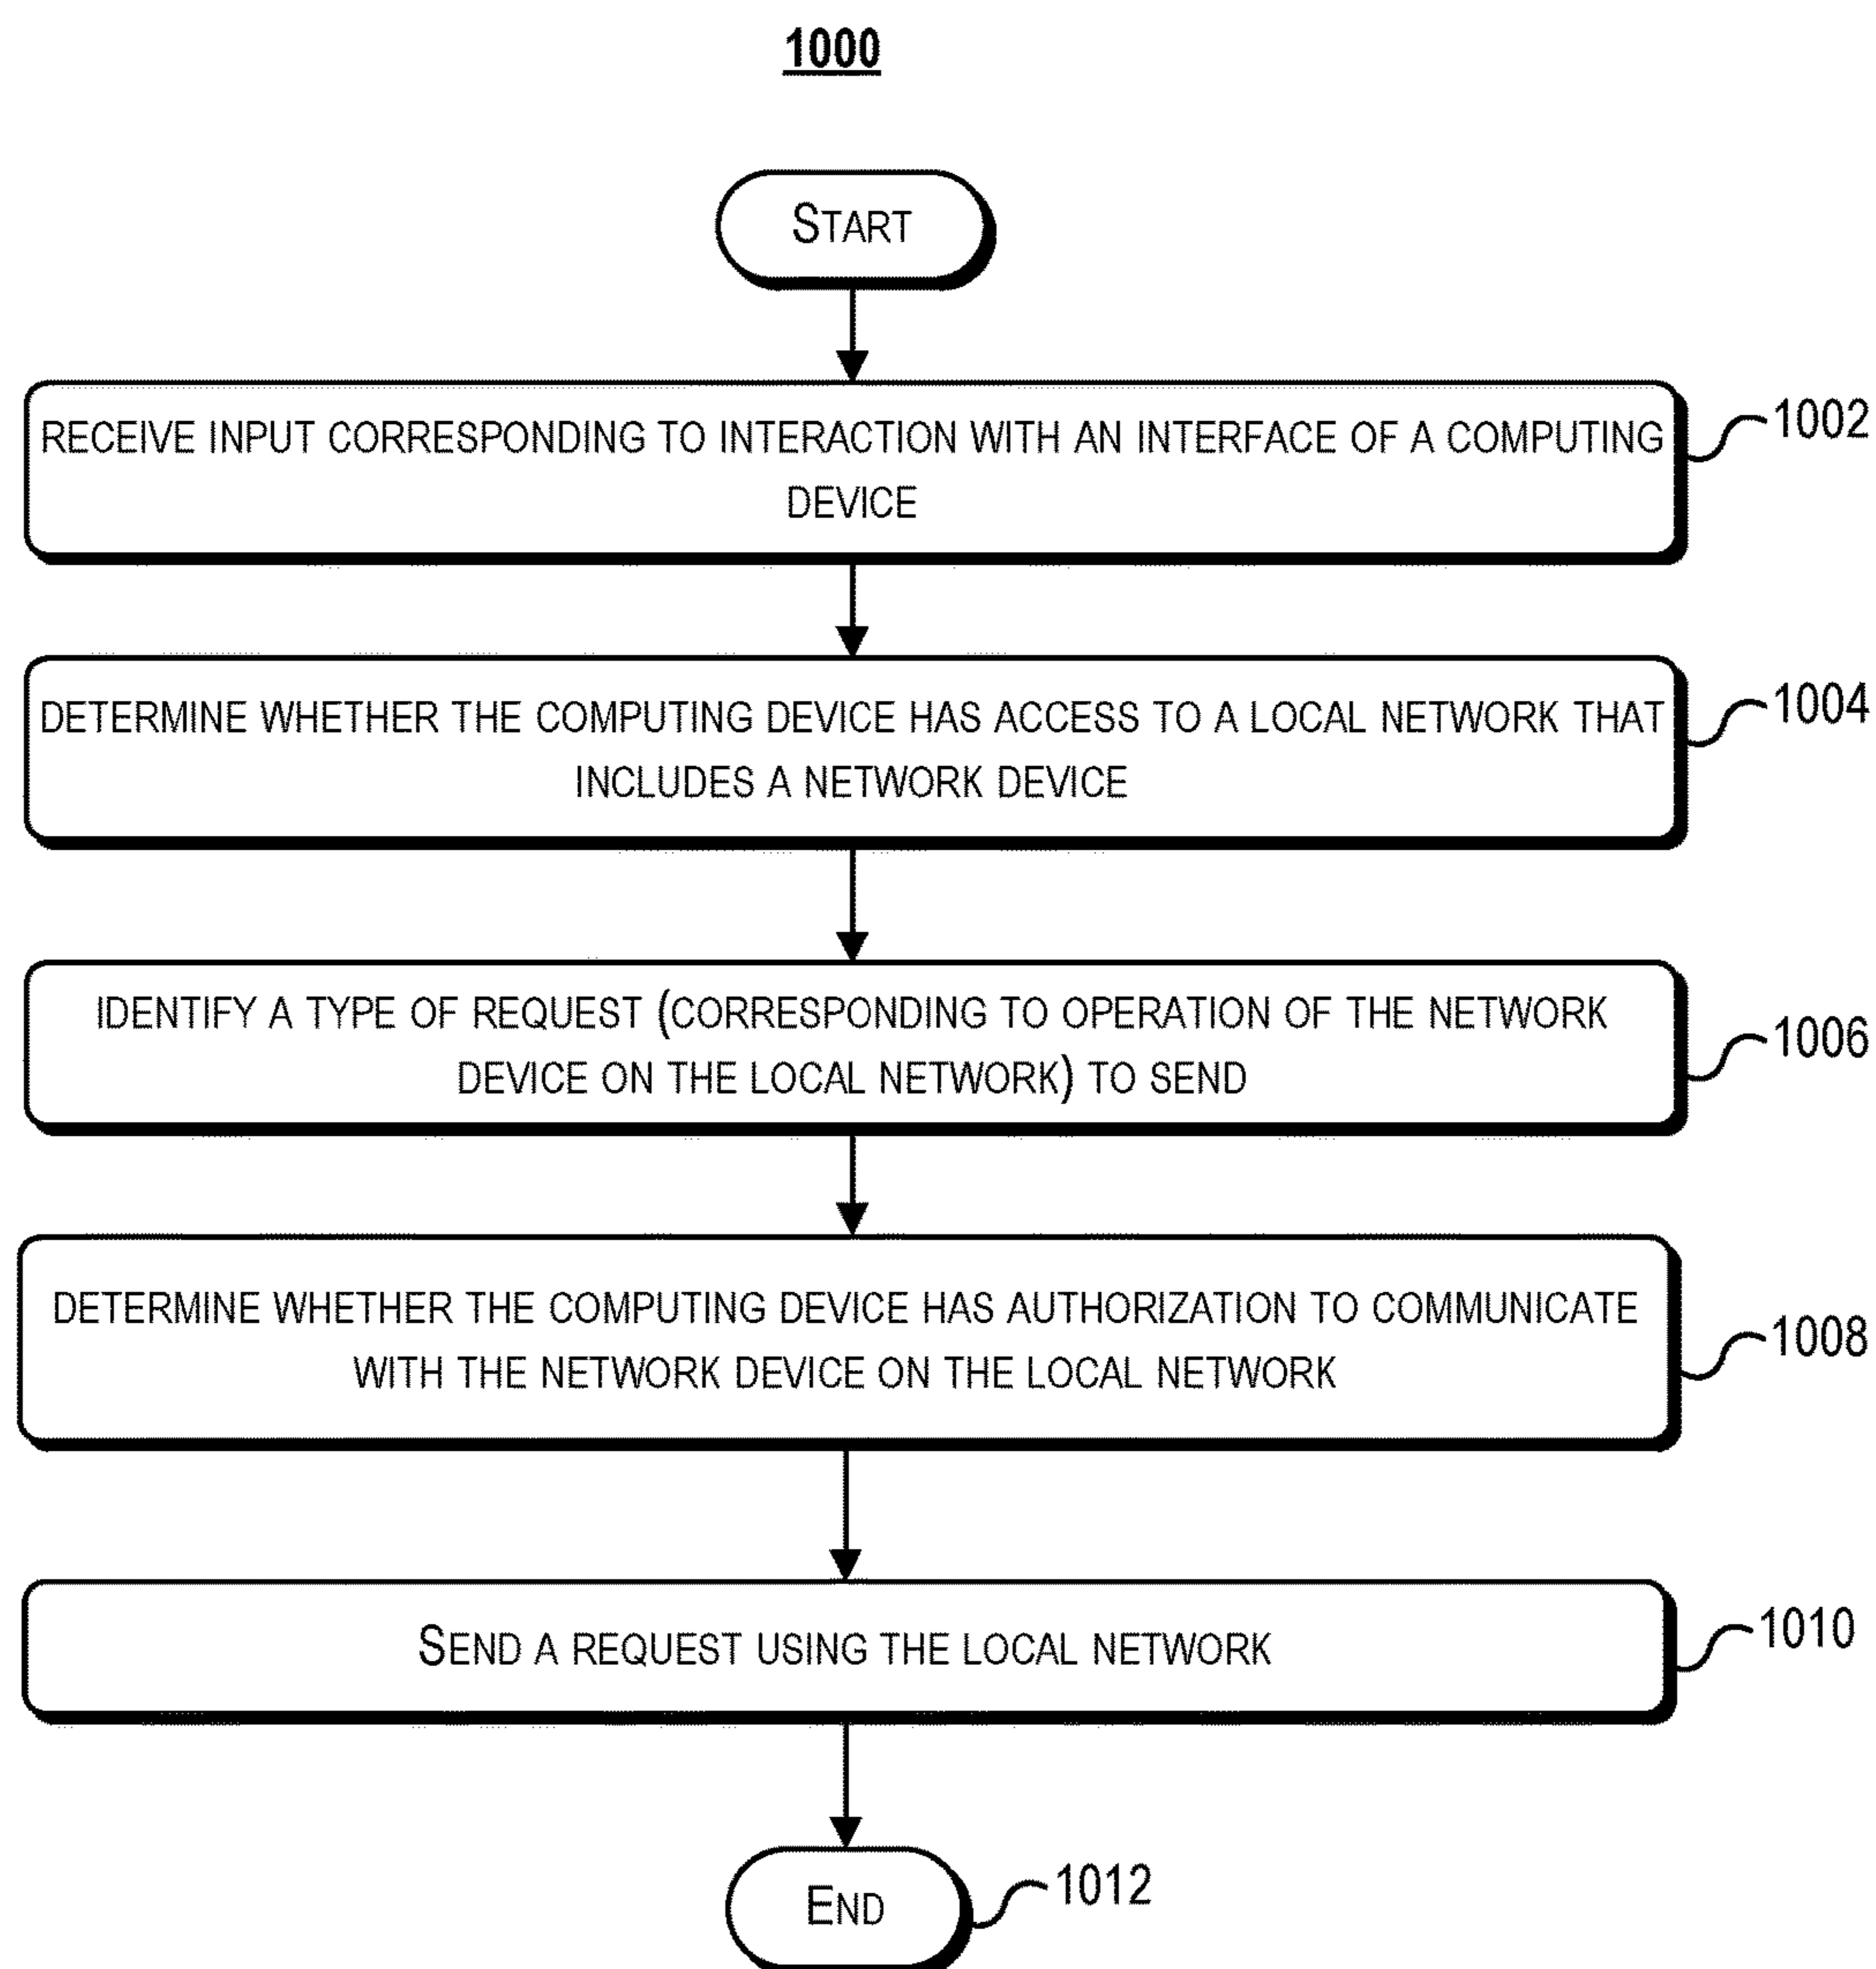 1000
START
RECEIVE INPUT CORRESPONDING TO INTERACTION WITH AN INTERFACE OF A COMPUTING
DEVICE
1002
DETERMINE WHETHER THE COMPUTING DEVICE HAS ACCESS TO A LOCAL NETWORK THAT
INCLUDES A NETWORK DEVICE
1004
IDENTIFY A TYPE OF REQUEST (CORRESPONDING TO OPERATION OF THE NETWORK
DEVICE ON THE LOCAL NETWORK) TO SEND
1006
DETERMINE WHETHER THE COMPUTING DEVICE HAS AUTHORIZATION TO COMMUNICATE
WITH THE NETWORK DEVICE ON THE LOCAL NETWORK
1008
SEND A REQUEST USING THE LOCAL NETWORK
1010
END
1012